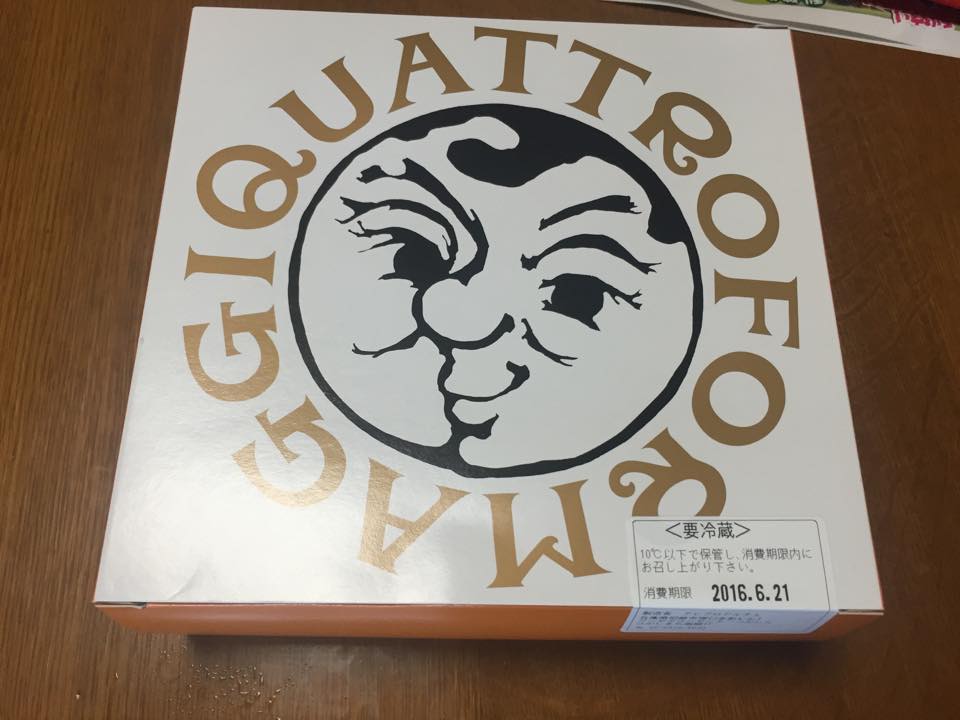 QUATTROFORMAGGI
<要冷蔵>
10℃以下で保管し、消費期限内に
お召し上がり下さい。
消費期限 2016.6.21